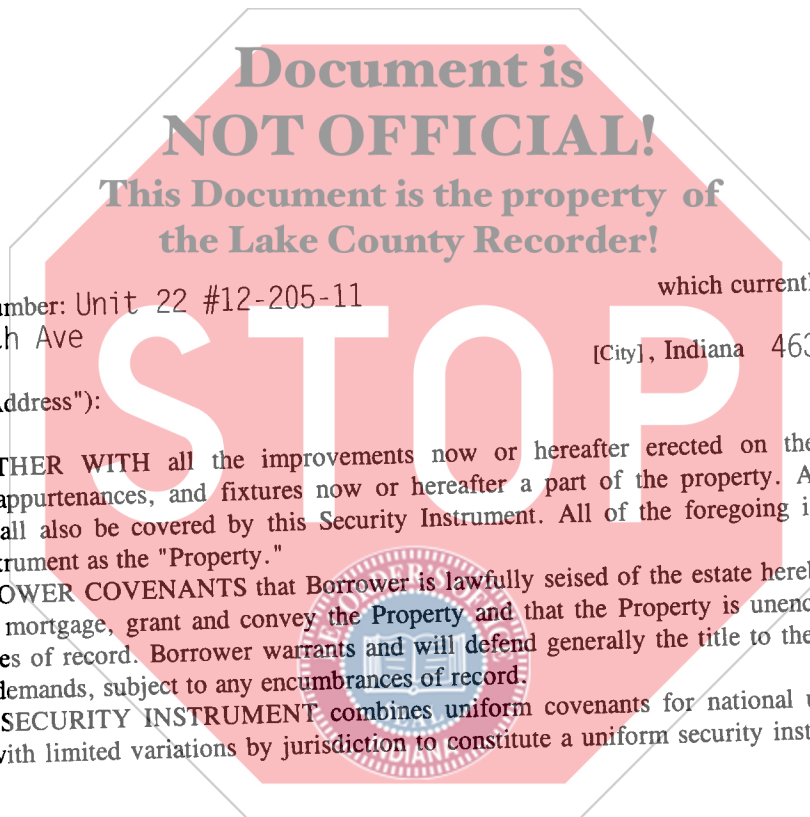 Document is
NOT OFFICIAL!
This Document is the property of
the Lake County Recorder!
umber: Unit 22 #12-205-11 which currentl
h Ave
[City], Indiana 463
Address"):
STOP
THER WITH all the improvements now or hereafter erected on the
appurtenances, and fixtures now or hereafter a part of the property. A
all also be covered by this Security Instrument. All of the foregoing i
trument as the "Property."
OWER COVENANTS that Borrower is lawfully seised of the estate hereb
mortgage, grant and convey the Property and that the Property is unenc
es of record. Borrower warrants and will defend generally the title to the
demands, subject to any encumbrances of record.
SECURITY INSTRUMENT combines uniform covenants for national u
with limited variations by jurisdiction to constitute a uniform security inst
SEAL
INDIANA